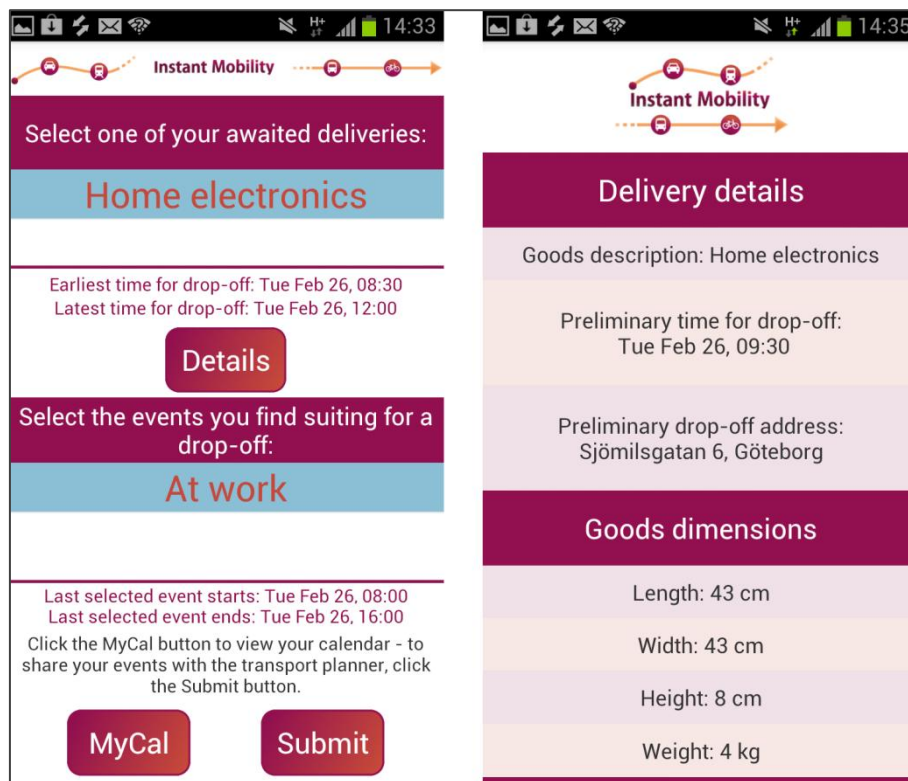 H+ 14:33
Instant Mobility
Select one of your awaited deliveries:
Home electronics
Earliest time for drop-off: Tue Feb 26, 08:30
Latest time for drop-off: Tue Feb 26, 12:00
Details
Select the events you find suiting for a
drop-off:
At work
Last selected event starts: Tue Feb 26, 08:00
Last selected event ends: Tue Feb 26, 16:00
Click the MyCal button to view your calendar - to
share your events with the transport planner, click
the Submit button.
MyCal
Submit
H+ 14:35
Instant Mobility
Delivery details
Goods description: Home electronics
Preliminary time for drop-off:
Tue Feb 26, 09:30
Preliminary drop-off address:
Sjömilsgatan 6, Göteborg
Goods dimensions
Length: 43 cm
Width: 43 cm
Height: 8 cm
Weight: 4 kg